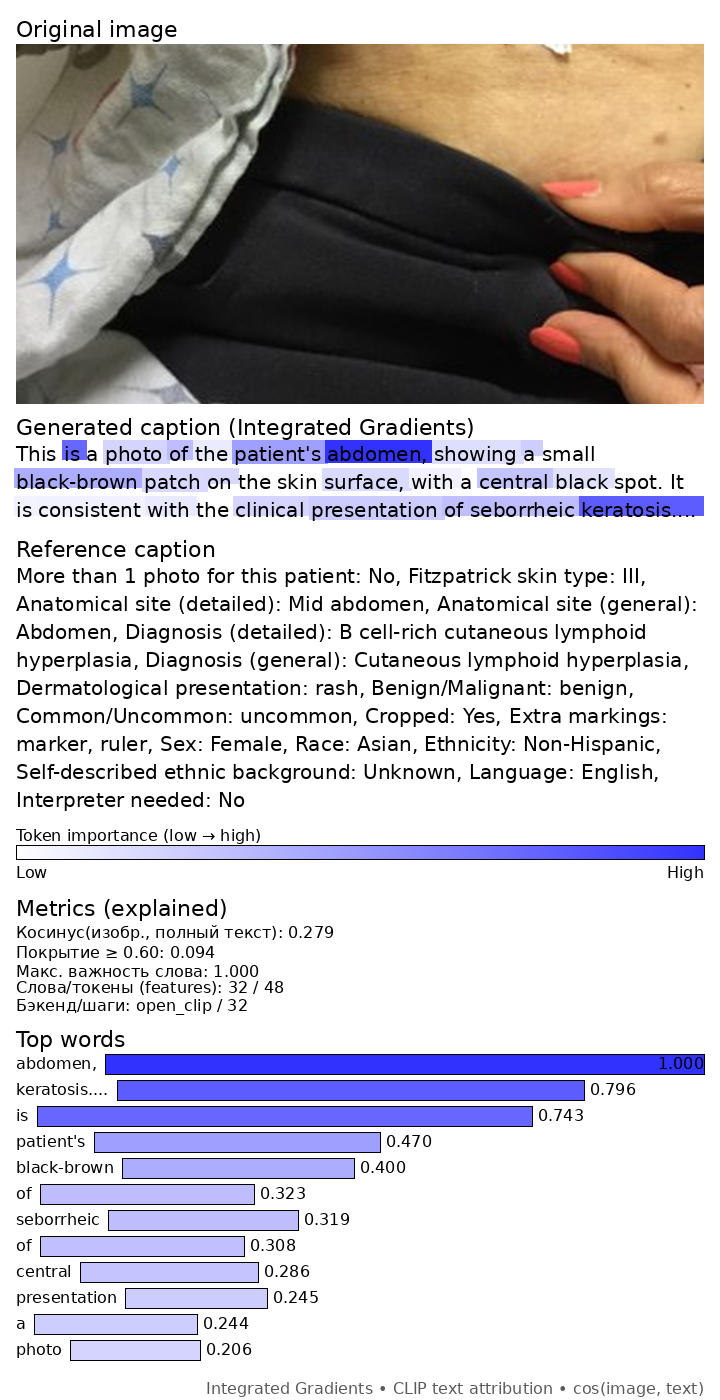 Original image
Generated caption (Integrated Gradients)
This is a photo of the patient's abdomen, showing a small
black-brown patch on the skin surface, with a central black spot. It
is consistent with the clinical presentation of seborrheic keratosis....
Reference caption
More than 1 photo for this patient: No, Fitzpatrick skin type: III,
Anatomical site (detailed): Mid abdomen, Anatomical site (general):
Abdomen, Diagnosis (detailed): B cell-rich cutaneous lymphoid
hyperplasia, Diagnosis (general): Cutaneous lymphoid hyperplasia,
Dermatological presentation: rash, Benign/Malignant: benign,
Common/Uncommon: uncommon, Cropped: Yes, Extra markings:
marker, ruler, Sex: Female, Race: Asian, Ethnicity: Non-Hispanic,
Self-described ethnic background: Unknown, Language: English,
Interpreter needed: No
Token importance (low → high)
Low High
Metrics (explained)
Косинус(изобр., полный текст): 0.279
Покрытие ≥ 0.60: 0.094
Макс. важность слова: 1.000
Слова/токены (features): 32 / 48
Бэкенд/шаги: open_clip / 32
Top words
abdomen, 1.000
keratosis.... 0.796
is 0.743
patient's 0.470
black-brown 0.400
of 0.323
seborrheic 0.319
of 0.308
central 0.286
presentation 0.245
a 0.244
photo 0.206
Integrated Gradients • CLIP text attribution • cos(image, text)